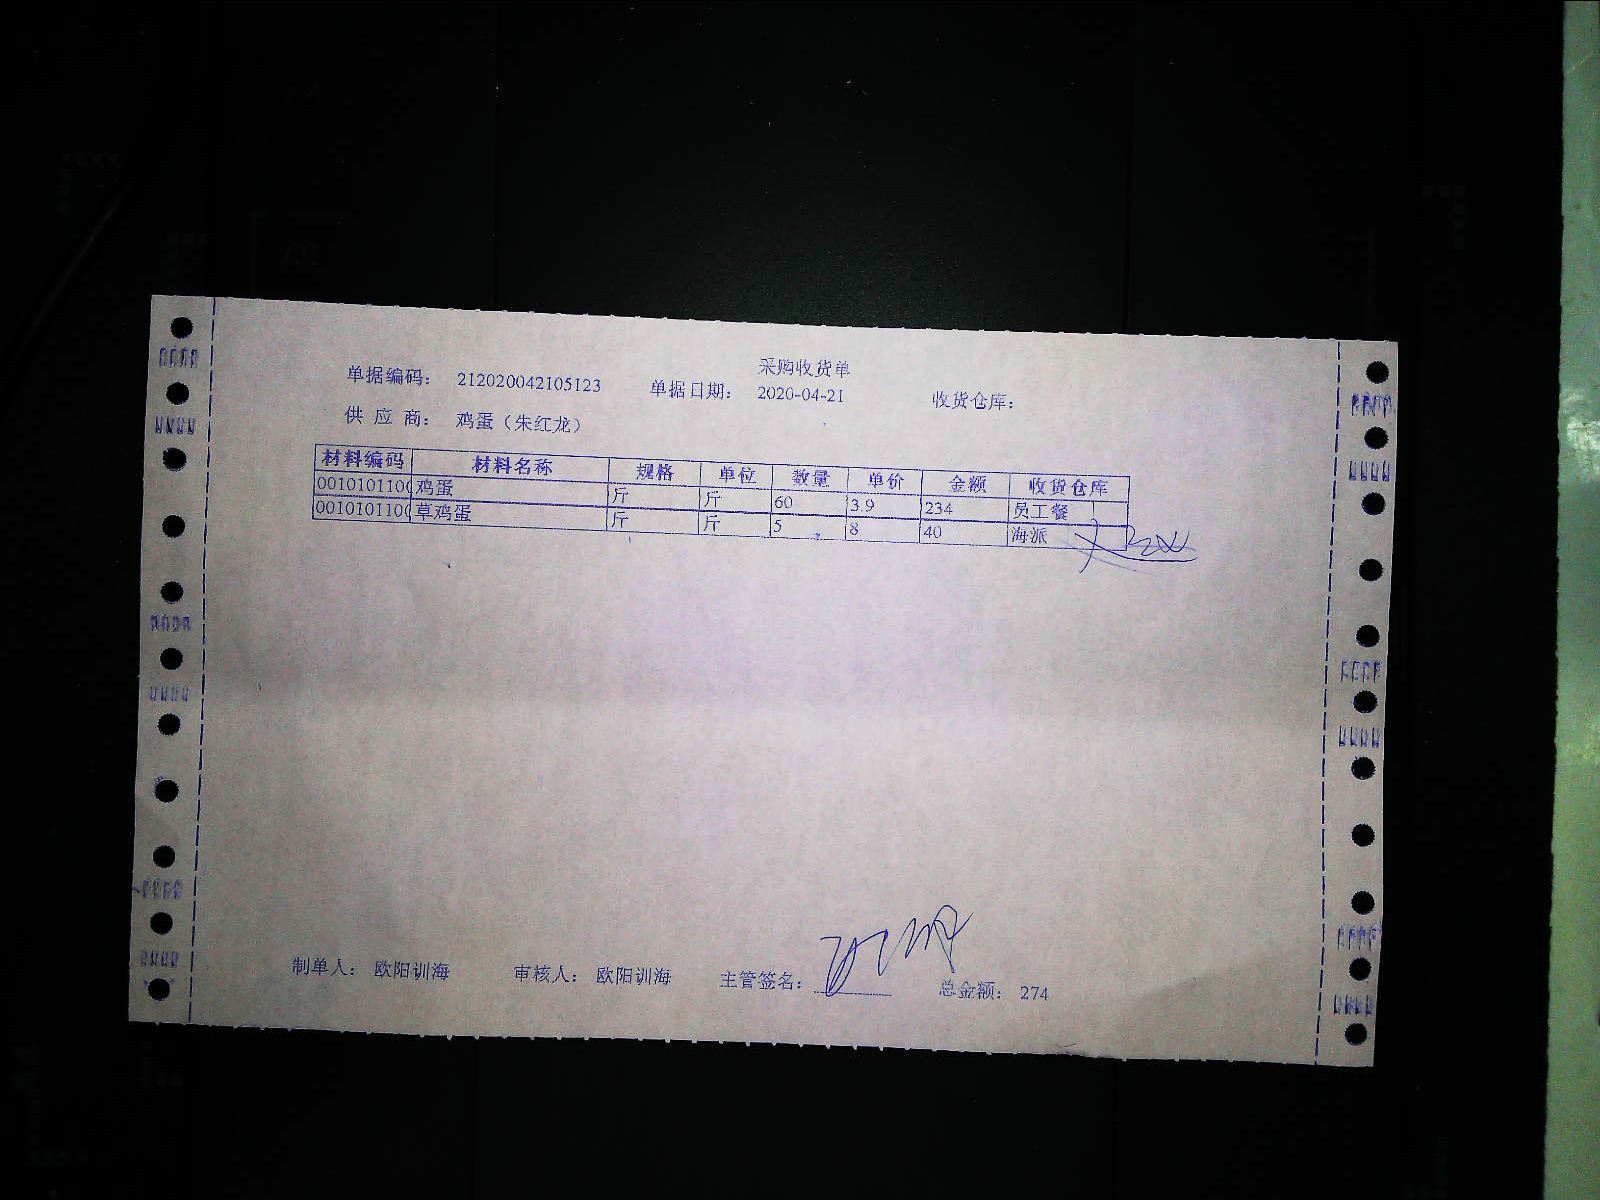 采购收货单
单据编码： 212020042105123 单据日期： 2020-04-21 收货仓库：
供 应 商： 鸡蛋（朱红龙）
材料编码 材料名称 规格 单位 数量 单价 金额 收货仓库
0010101100 鸡蛋 斤 斤 60 3.9 234 员工餐
0010101100 草鸡蛋 斤 斤 5 8 40 海派
制单人： 欧阳训海 审核人： 欧阳训海 主管签名： 总金额： 274